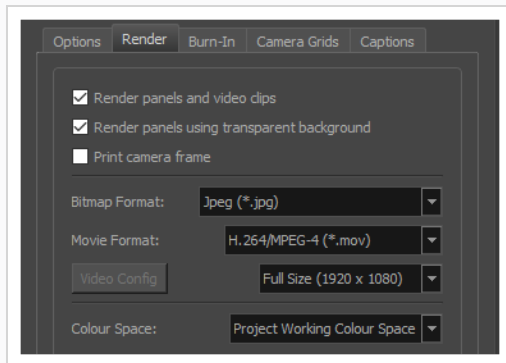 Options Render Burn-In Camera Grids Captions
Render panels and video clips
Render panels using transparent background
Print camera frame
Bitmap Format: Jpeg (*.jpg)
Movie Format: H.264/MPEG-4 (*.mov)
Video Config Full Size (1920 x 1080)
Colour Space: Project Working Colour Space